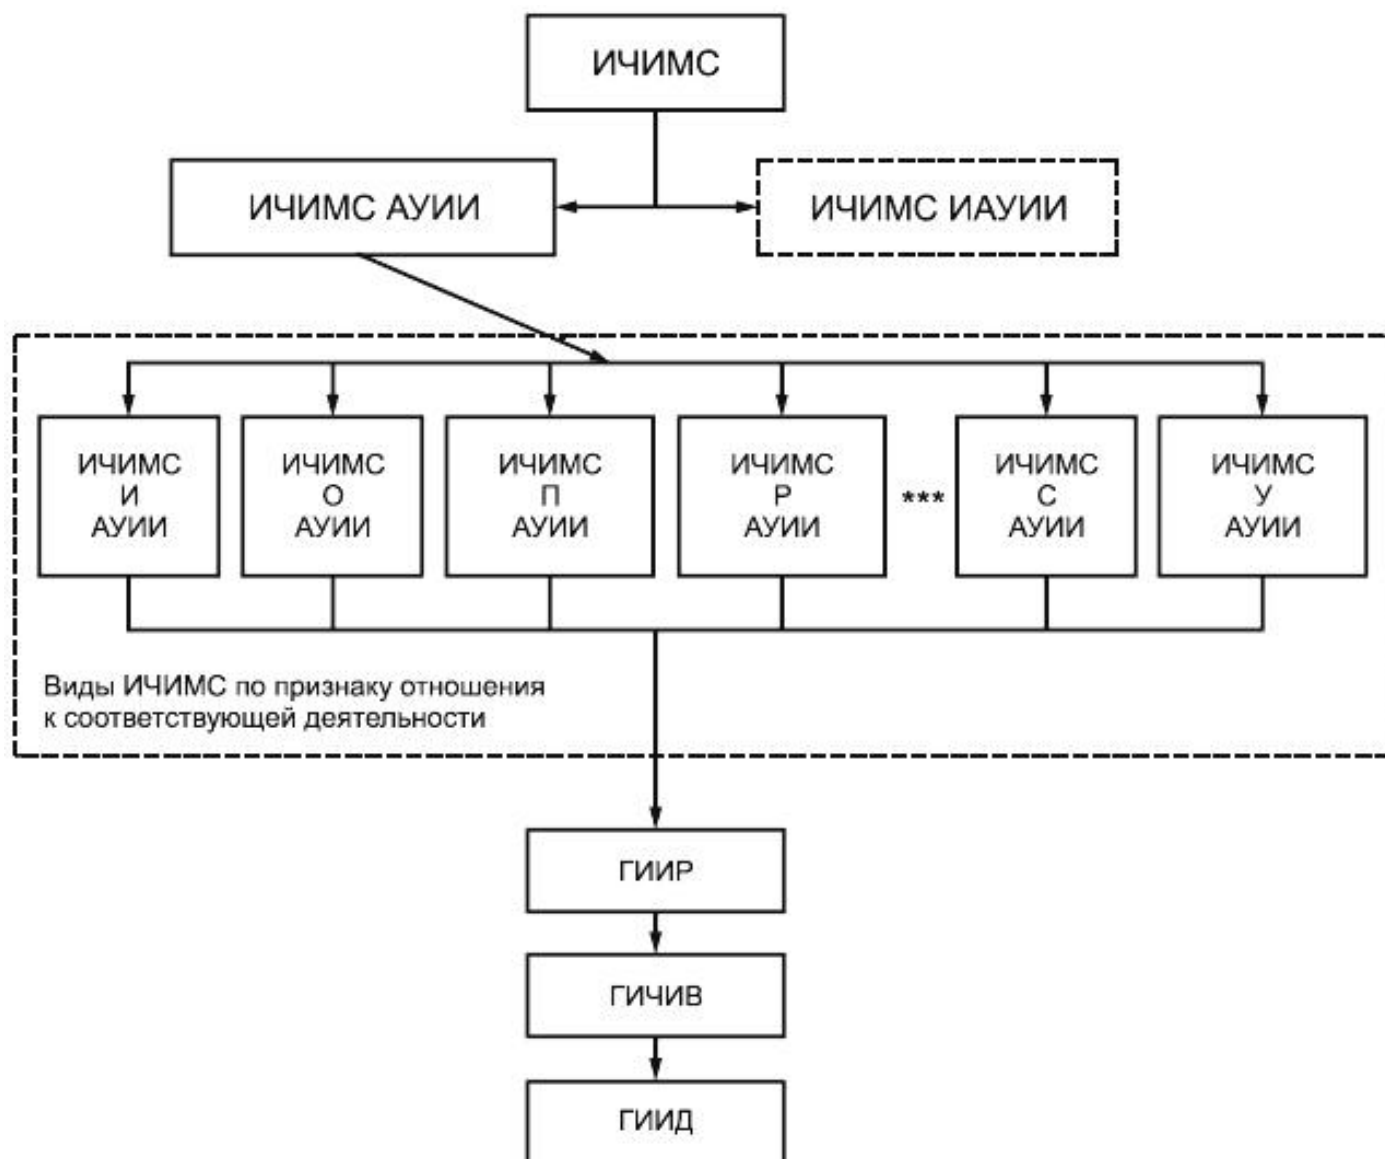 ИЧИМС
ИЧИМС АУИИ
ИЧИМС ИАУИИ
ИЧИМС
И
АУИИ
ИЧИМС
О
АУИИ
ИЧИМС
П
АУИИ
ИЧИМС
Р
АУИИ
***
ИЧИМС
С
АУИИ
ИЧИМС
У
АУИИ
Виды ИЧИМС по признаку отношения
к соответствующей деятельности
ГИИР
ГИЧИВ
ГИИД